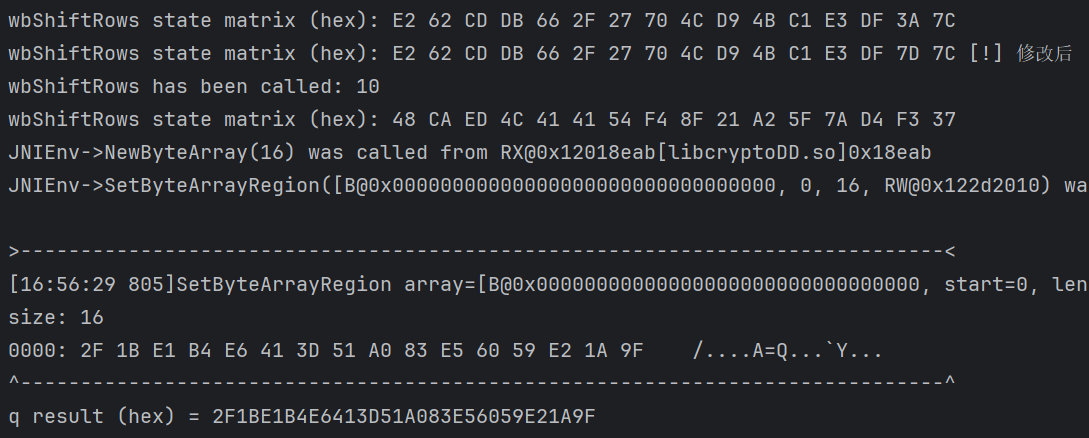 wbShiftRows state matrix (hex): E2 62 CD DB 66 2F 27 70 4C D9 4B C1 E3 DF 3A 7C
wbShiftRows state matrix (hex): E2 62 CD DB 66 2F 27 70 4C D9 4B C1 E3 DF 7D 7C [!] 修改后
wbShiftRows has been called: 10
wbShiftRows state matrix (hex): 48 CA ED 4C 41 41 54 F4 8F 21 A2 5F 7A D4 F3 37
JNIEnv->NewByteArray(16) was called from RX@0x12018eab[libcryptoDD.so]0x18eab
JNIEnv->SetByteArrayRegion([B@0x00000000000000000000000000000000, 0, 16, RW@0x122d2010) wa
>-----------------------------------------------------------------------------<
[16:56:29 805]SetByteArrayRegion array=[B@0x00000000000000000000000000000000, start=0, len
size: 16
0000: 2F 1B E1 B4 E6 41 3D 51 A0 83 E5 60 59 E2 1A 9F    /....A=Q...`Y...
^-----------------------------------------------------------------------------^
q result (hex) = 2F1BE1B4E6413D51A083E56059E21A9F